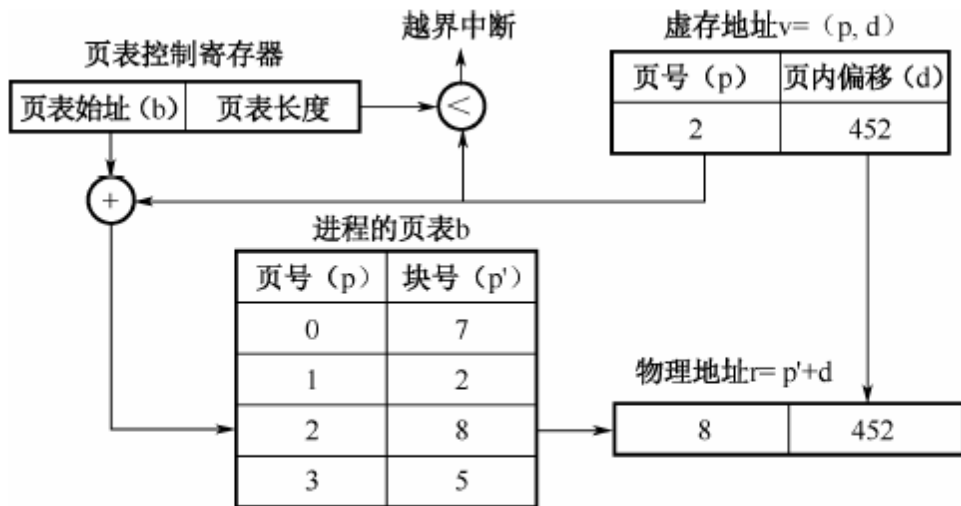 越界中断
虚存地址v=（p, d）
页表控制寄存器
页号（p） 页内偏移（d）
页表始址（b） 页表长度
<
2 452
+
进程的页表b
页号（p） 块号（p'）
0 7
1 2
物理地址r= p'+d
2 8
8 452
3 5